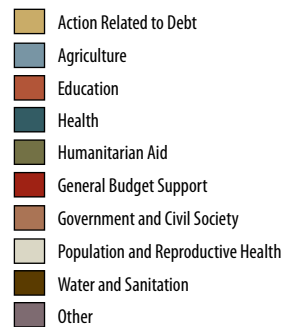 Action Related to Debt
Agriculture
Education
Health
Humanitarian Aid
General Budget Support
Government and Civil Society
Population and Reproductive Health
Water and Sanitation
Other